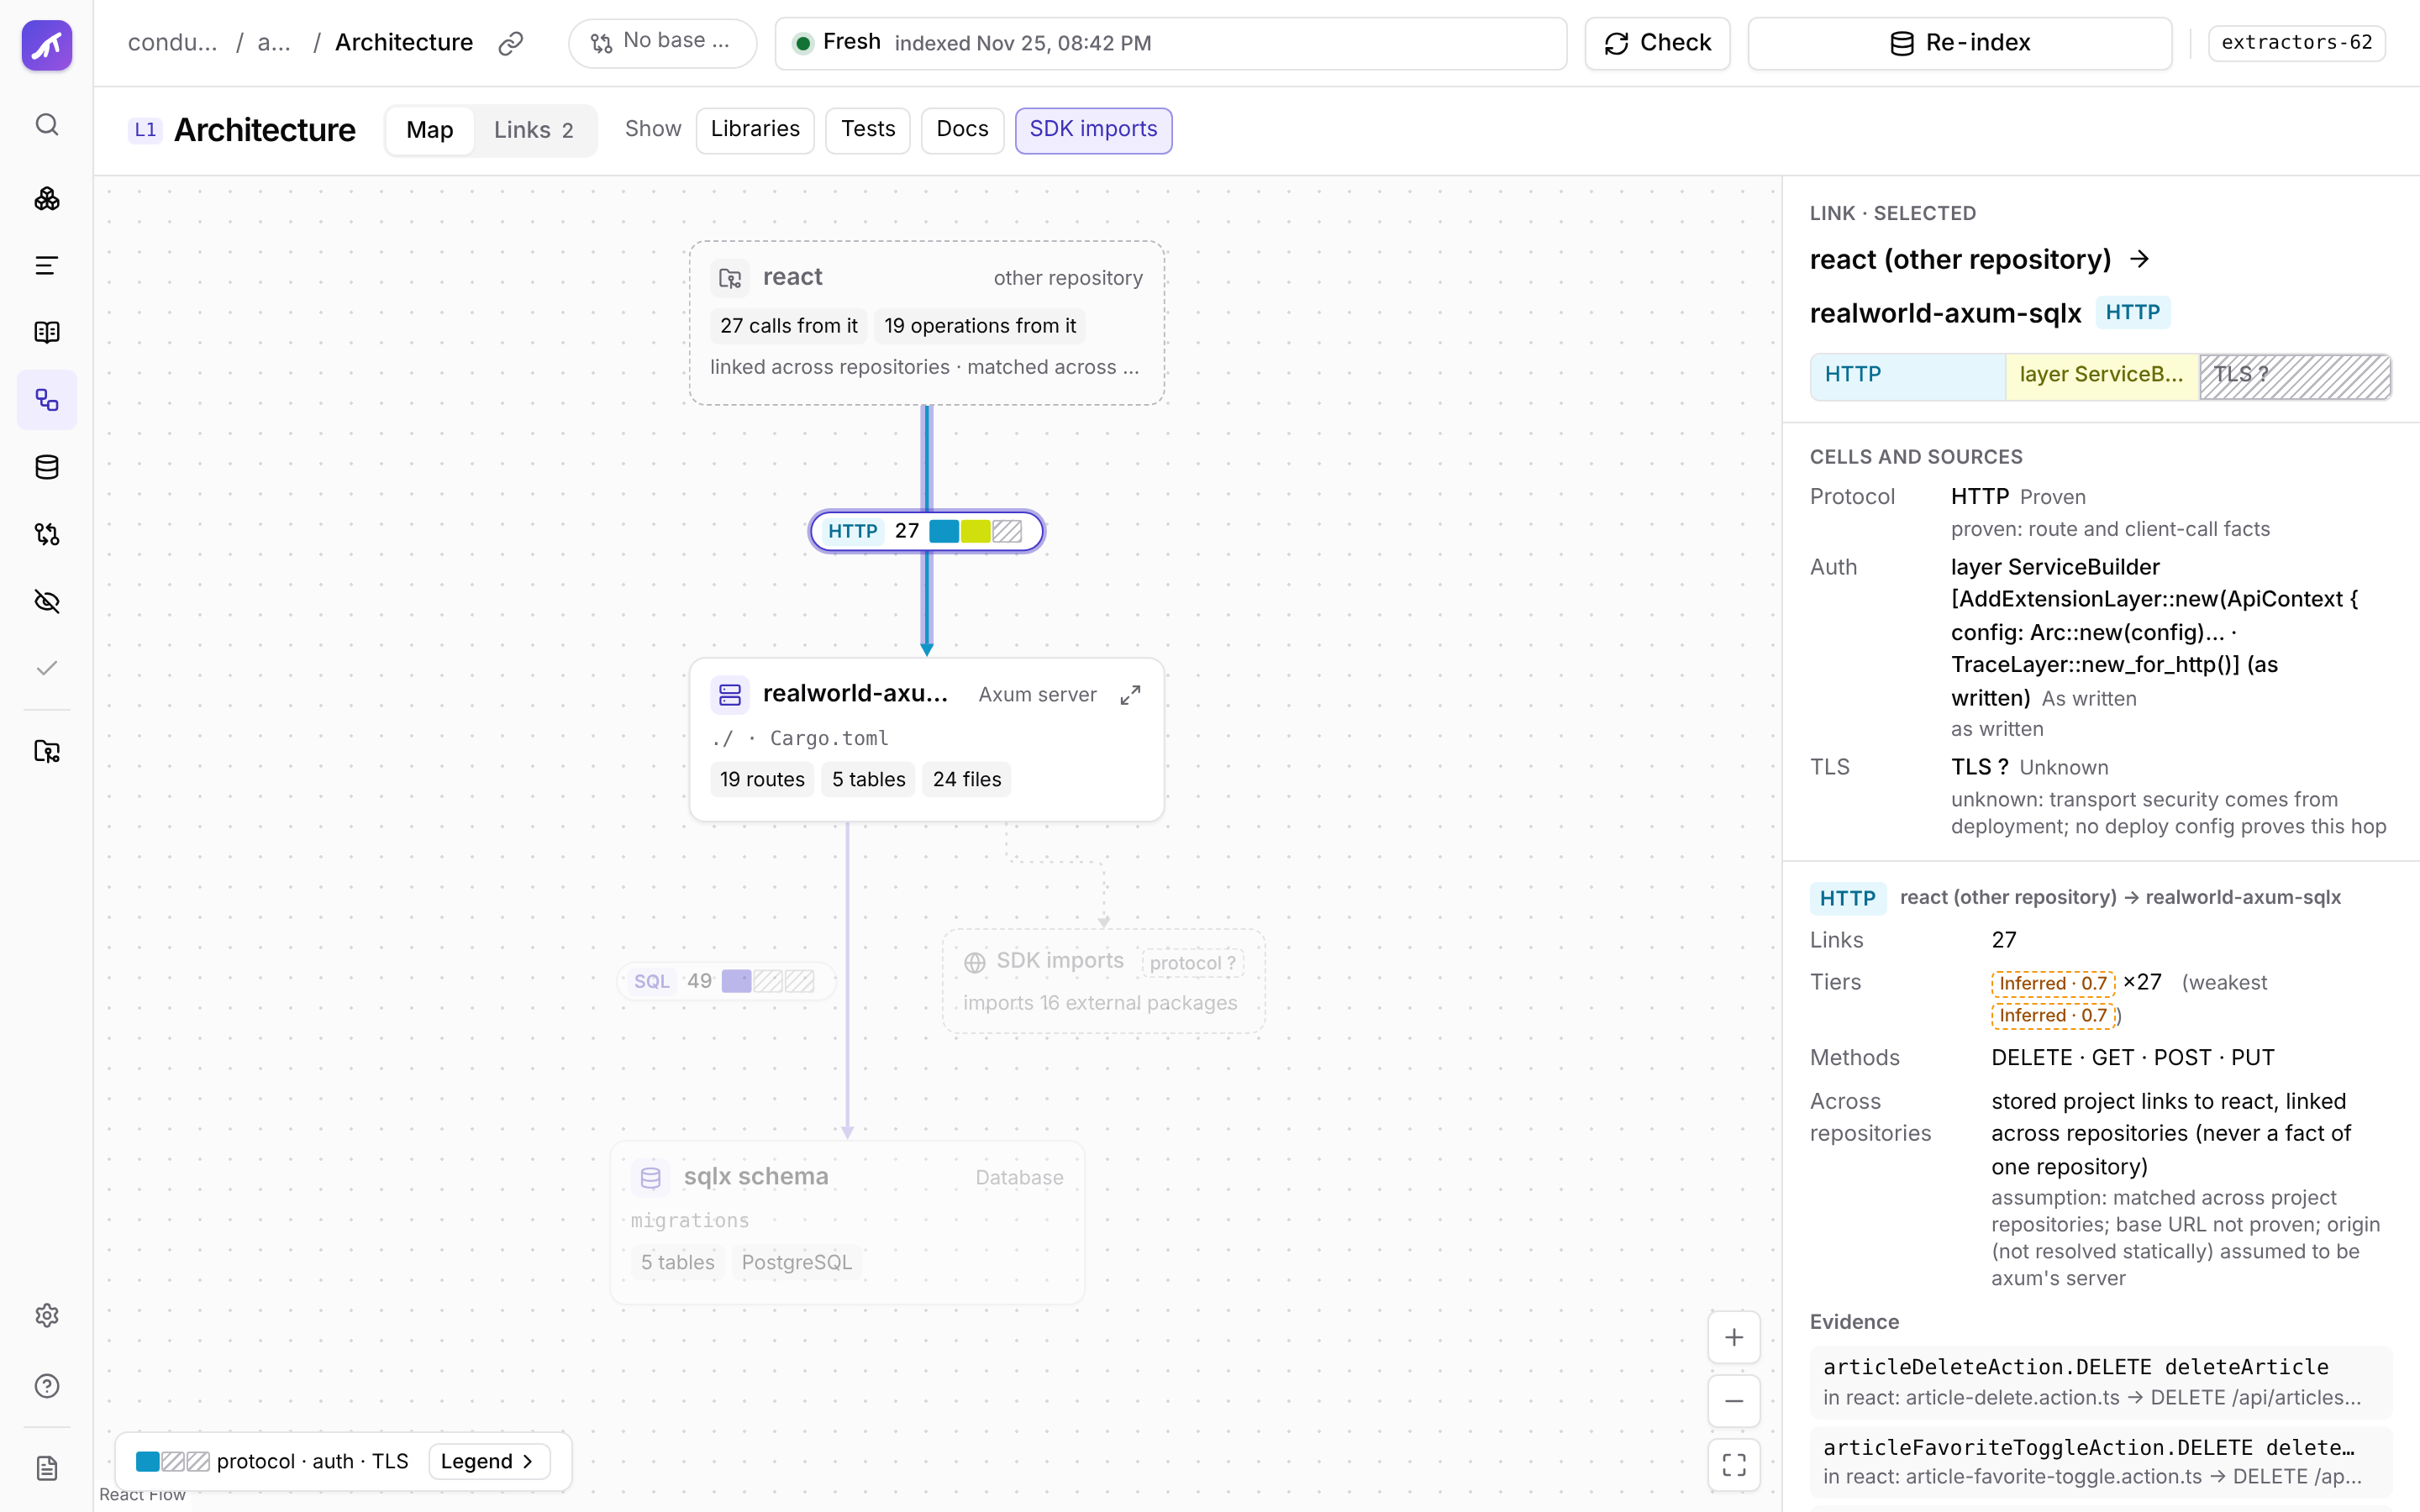 condu... / a... / Architecture
No base ...
Fresh indexed Nov 25, 08:42 PM
Check
Re-index
extractors-62
L1 Architecture
Map
Links 2
Show
Libraries
Tests
Docs
SDK imports
react
other repository
27 calls from it
19 operations from it
linked across repositories · matched across ...
HTTP 27
realworld-axu...
Axum server
./ · Cargo.toml
19 routes
5 tables
24 files
SQL 49
SDK imports
protocol ?
imports 16 external packages
sqlx schema
Database
migrations
5 tables
PostgreSQL
protocol · auth · TLS
Legend
React Flow
LINK · SELECTED
react (other repository) →
realworld-axum-sqlx HTTP
HTTP
layer ServiceB...
TLS ?
CELLS AND SOURCES
Protocol
HTTP Proven
proven: route and client-call facts
Auth
layer ServiceBuilder
[AddExtensionLayer::new(ApiContext {
config: Arc::new(config)... ·
TraceLayer::new_for_http()] (as
written) As written
as written
TLS
TLS ? Unknown
unknown: transport security comes from
deployment; no deploy config proves this hop
HTTP react (other repository) → realworld-axum-sqlx
Links
27
Tiers
Inferred · 0.7 ×27 (weakest
Inferred · 0.7)
Methods
DELETE · GET · POST · PUT
Across
repositories
stored project links to react, linked
across repositories (never a fact of
one repository)
assumption: matched across project
repositories; base URL not proven; origin
(not resolved statically) assumed to be
axum's server
Evidence
articleDeleteAction.DELETE deleteArticle
in react: article-delete.action.ts → DELETE /api/articles...
articleFavoriteToggleAction.DELETE delete…
in react: article-favorite-toggle.action.ts → DELETE /ap...